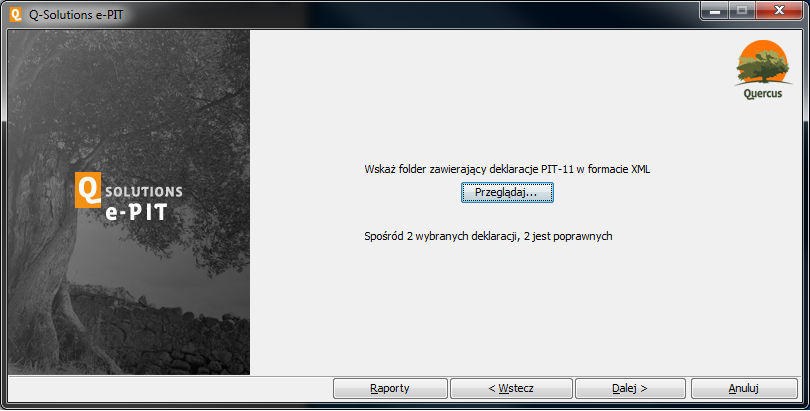 Q-Solutions e-PIT
Quercus
Wskaż folder zawierający deklaracje PIT-11 w formacie XML
Przeglądaj...
Q SOLUTIONS
e-PIT
Spośród 2 wybranych deklaracji, 2 jest poprawnych
Raporty
< Wstecz
Dalej >
Anuluj